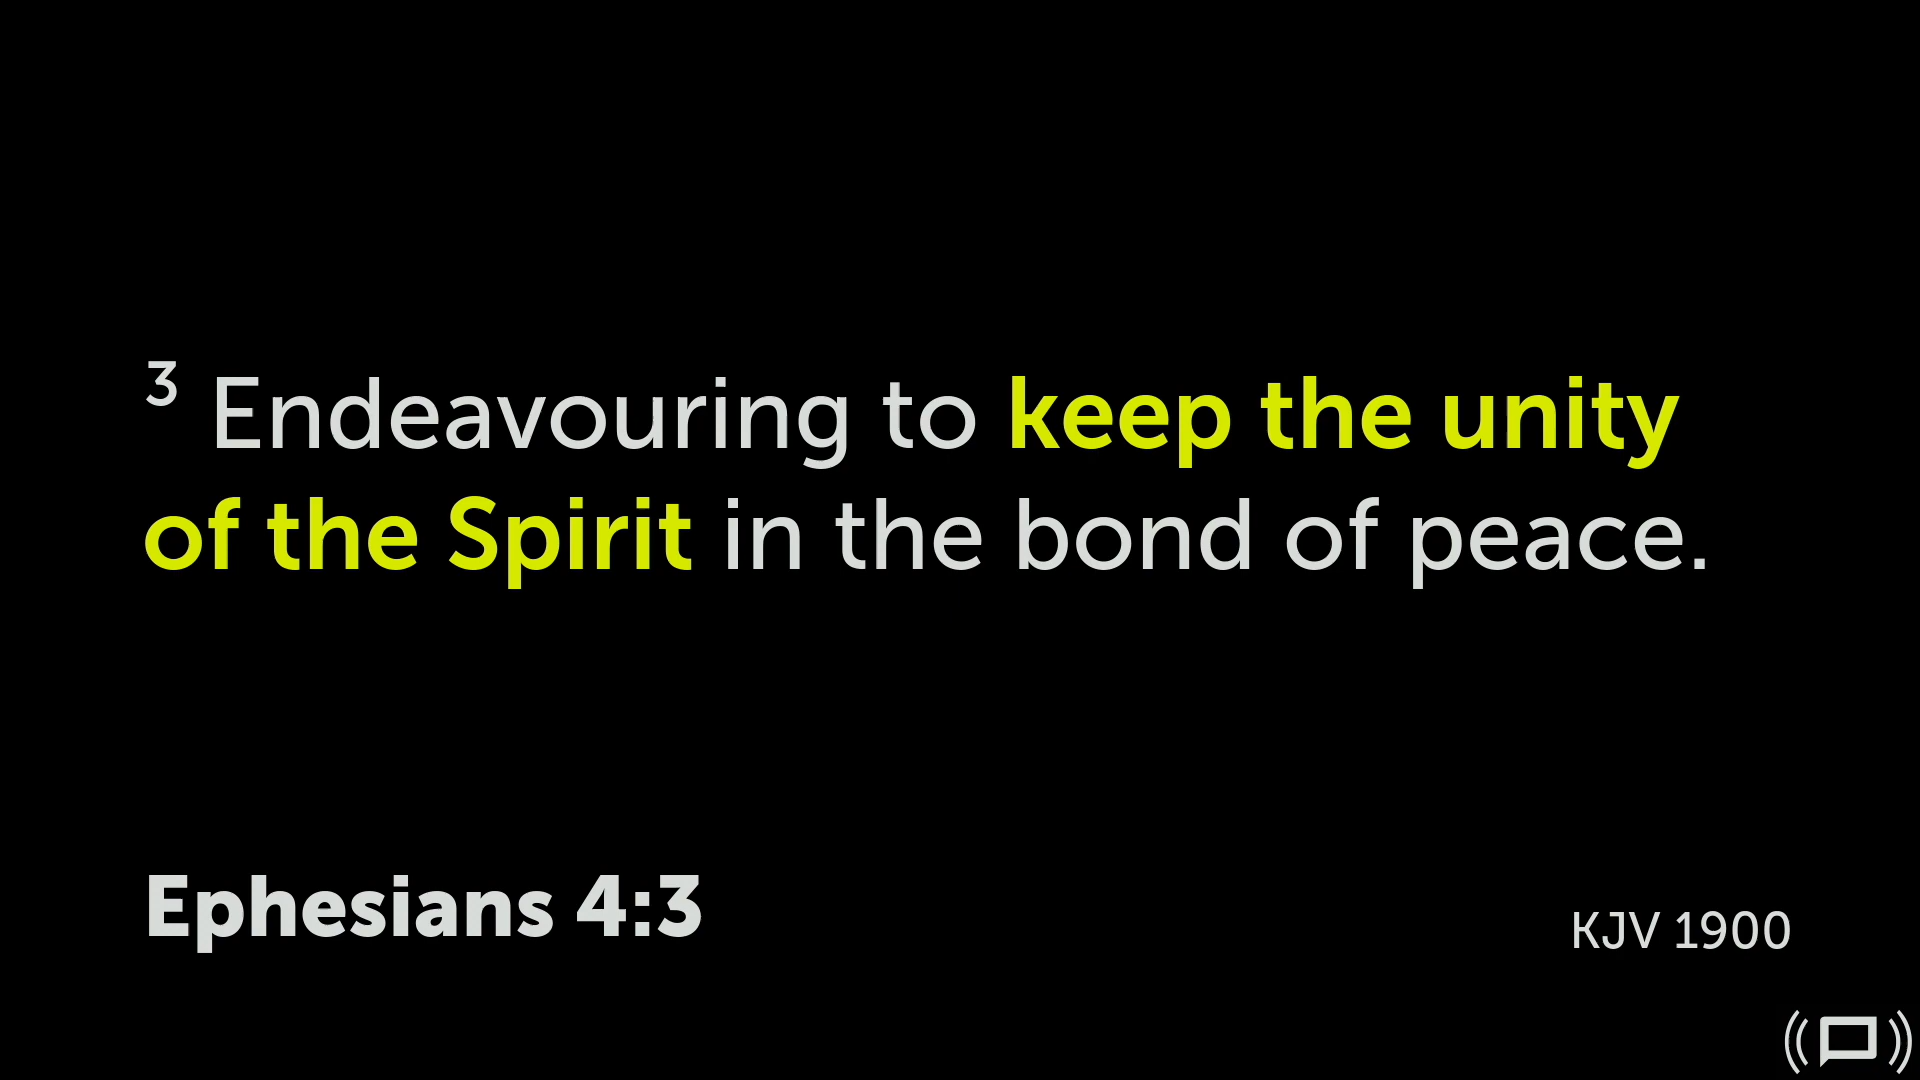 ³ Endeavouring to keep the unity
of the Spirit in the bond of peace.
Ephesians 4:3
KJV 1900